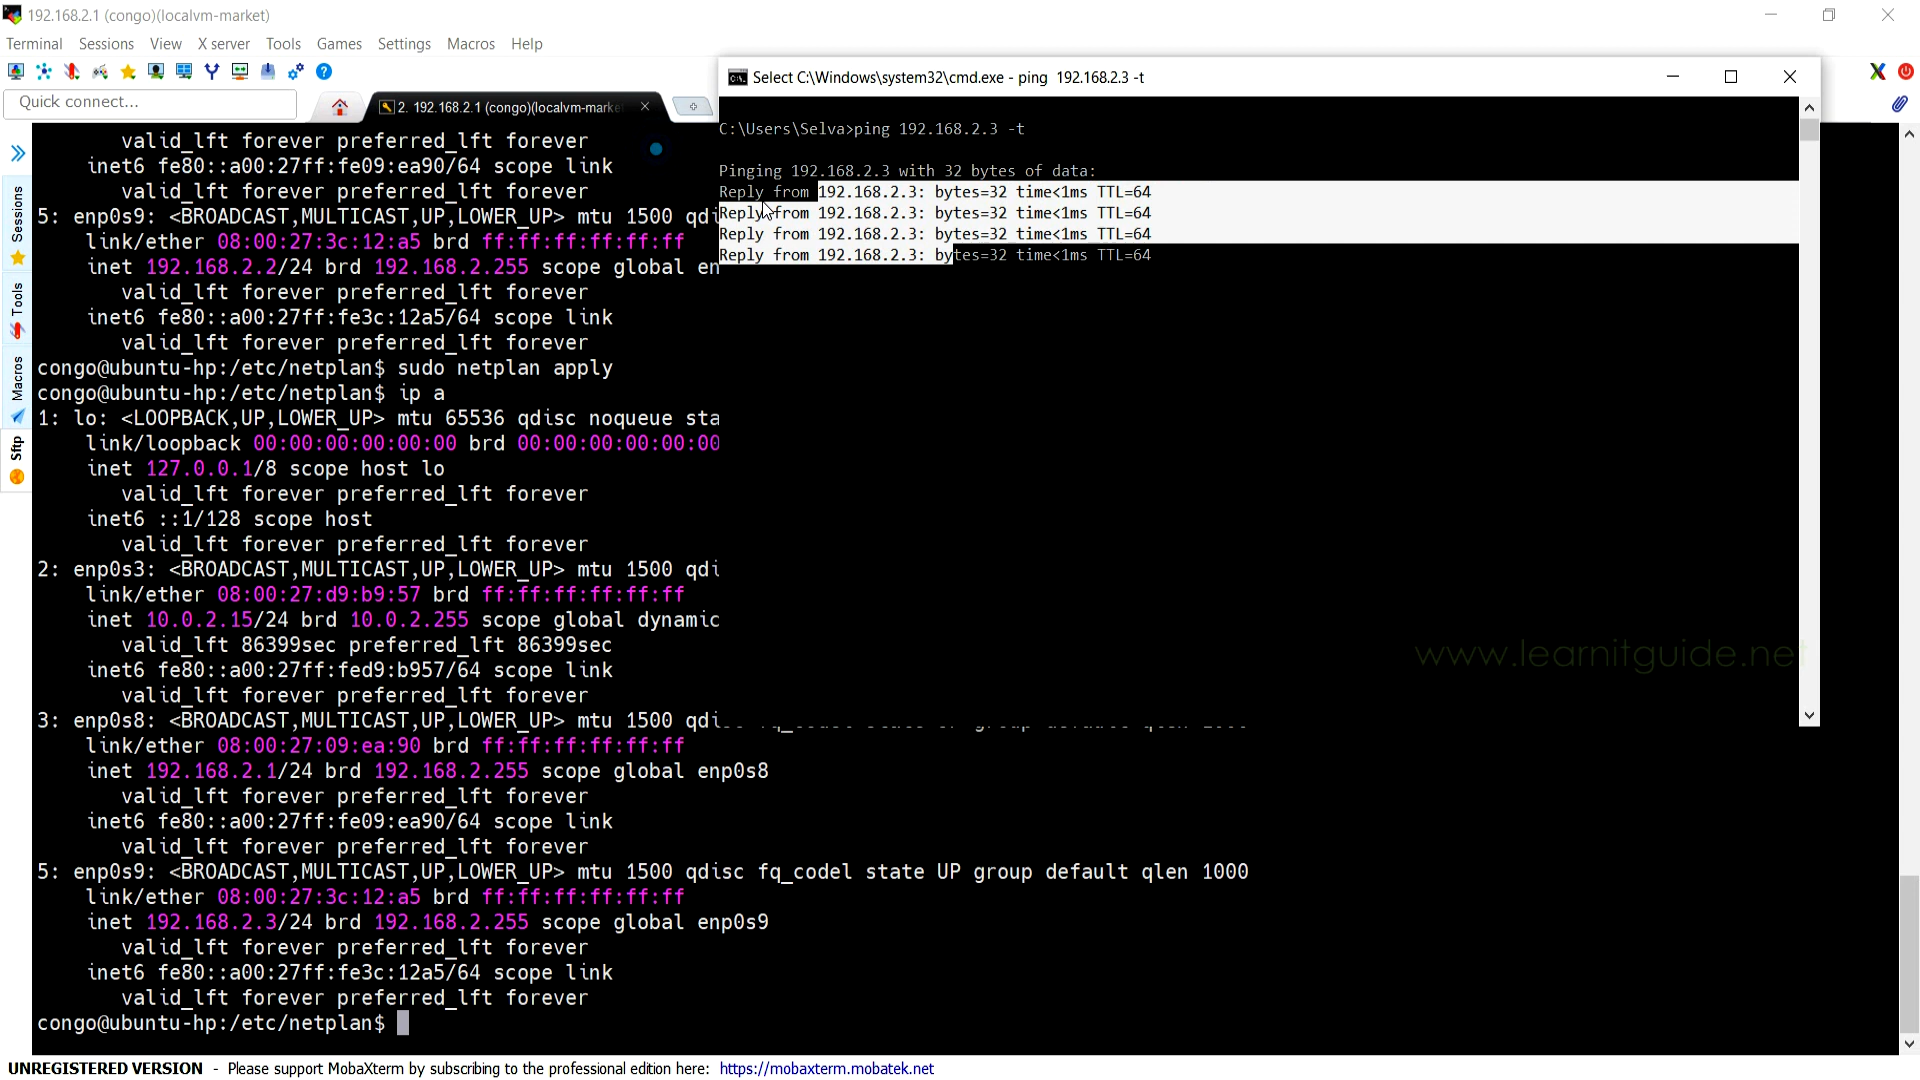 192.168.2.1 (congo)(localvm-market)
Terminal Sessions View X server Tools Games Settings Macros Help
Quick connect...
2. 192.168.2.1 (congo)(localvm-marke
Sessions
Tools
Macros
Sftp
valid_lft forever preferred_lft forever
inet6 fe80::a00:27ff:fe09:ea90/64 scope link
valid_lft forever preferred_lft forever
5: enp0s9: <BROADCAST,MULTICAST,UP,LOWER_UP> mtu 1500 qdi
link/ether 08:00:27:3c:12:a5 brd ff:ff:ff:ff:ff:ff
inet 192.168.2.2/24 brd 192.168.2.255 scope global en
valid_lft forever preferred_lft forever
inet6 fe80::a00:27ff:fe3c:12a5/64 scope link
valid_lft forever preferred_lft forever
congo@ubuntu-hp:/etc/netplan$ sudo netplan apply
congo@ubuntu-hp:/etc/netplan$ ip a
1: lo: <LOOPBACK,UP,LOWER_UP> mtu 65536 qdisc noqueue sta
link/loopback 00:00:00:00:00:00 brd 00:00:00:00:00:00
inet 127.0.0.1/8 scope host lo
valid_lft forever preferred_lft forever
inet6 ::1/128 scope host
valid_lft forever preferred_lft forever
2: enp0s3: <BROADCAST,MULTICAST,UP,LOWER_UP> mtu 1500 qdi
link/ether 08:00:27:d9:b9:57 brd ff:ff:ff:ff:ff:ff
inet 10.0.2.15/24 brd 10.0.2.255 scope global dynamic
valid_lft 86399sec preferred_lft 86399sec
inet6 fe80::a00:27ff:fed9:b957/64 scope link
valid_lft forever preferred_lft forever
3: enp0s8: <BROADCAST,MULTICAST,UP,LOWER_UP> mtu 1500 qdi
link/ether 08:00:27:09:ea:90 brd ff:ff:ff:ff:ff:ff
inet 192.168.2.1/24 brd 192.168.2.255 scope global enp0s8
valid_lft forever preferred_lft forever
inet6 fe80::a00:27ff:fe09:ea90/64 scope link
valid_lft forever preferred_lft forever
5: enp0s9: <BROADCAST,MULTICAST,UP,LOWER_UP> mtu 1500 qdisc fq_codel state UP group default qlen 1000
link/ether 08:00:27:3c:12:a5 brd ff:ff:ff:ff:ff:ff
inet 192.168.2.3/24 brd 192.168.2.255 scope global enp0s9
valid_lft forever preferred_lft forever
inet6 fe80::a00:27ff:fe3c:12a5/64 scope link
valid_lft forever preferred_lft forever
congo@ubuntu-hp:/etc/netplan$
Select C:\Windows\system32\cmd.exe - ping 192.168.2.3 -t
C:\Users\Selva>ping 192.168.2.3 -t
Pinging 192.168.2.3 with 32 bytes of data:
Reply from 192.168.2.3: bytes=32 time<1ms TTL=64
Reply from 192.168.2.3: bytes=32 time<1ms TTL=64
Reply from 192.168.2.3: bytes=32 time<1ms TTL=64
Reply from 192.168.2.3: bytes=32 time<1ms TTL=64
www.learnitguide.net
UNREGISTERED VERSION - Please support MobaXterm by subscribing to the professional edition here: https://mobaxterm.mobatek.net